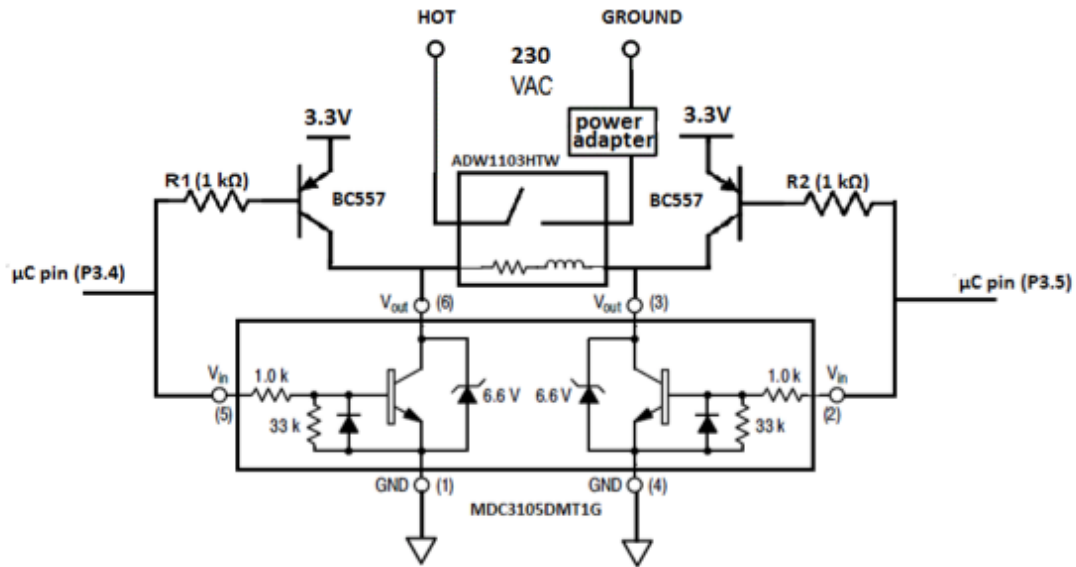 HOT
GROUND
230
VAC
3.3V
power
adapter
3.3V
ADW1103HTW
R1 (1 kΩ)
BC557
BC557
R2 (1 kΩ)
µC pin (P3.4)
µC pin (P3.5)
Vout (6)
Vout (3)
Vin
(5)
1.0 k
33 k
6.6 V
6.6 V
1.0 k
33 k
Vin
(2)
GND (1)
GND (4)
MDC3105DMT1G